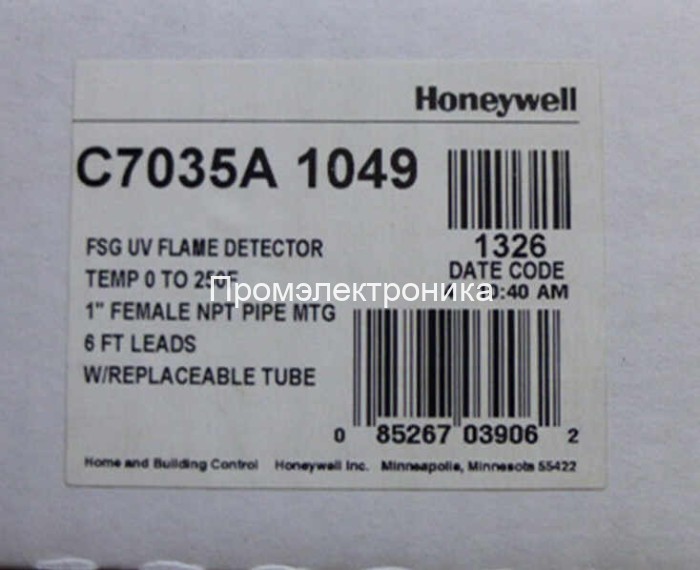 Honeywell
C7035A 1049
FSG UV FLAME DETECTOR
1326
DATE CODE
TEMP 0 TO 250F
Промэлектроника
:40 AM
1" FEMALE NPT PIPE MTG
6 FT LEADS
W/REPLACEABLE TUBE
0 85267 03906 2
Home and Building Control Honeywell Inc. Minneapolis, Minnesota 55422